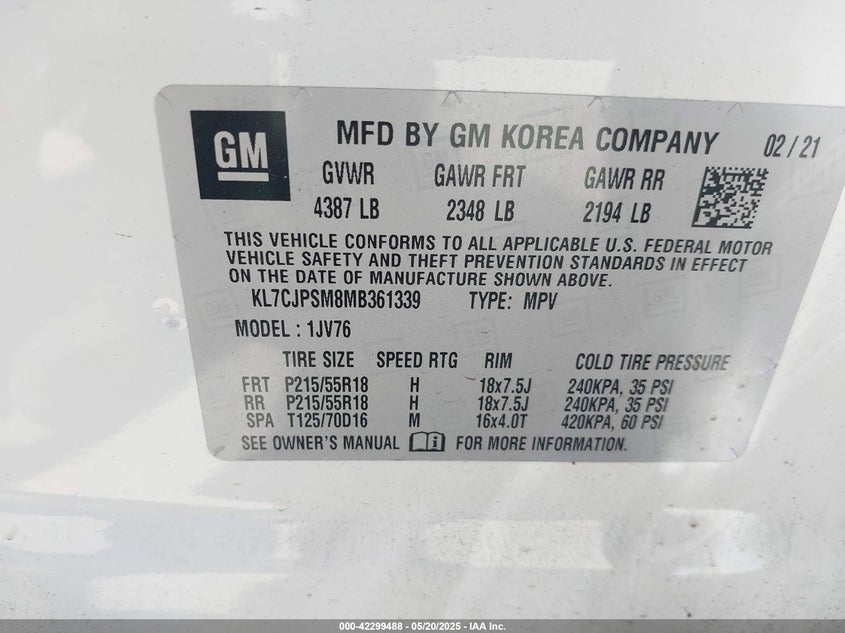 GM
MFD BY GM KOREA COMPANY 02/21
GVWR GAWR FRT GAWR RR
4387 LB 2348 LB 2194 LB
THIS VEHICLE CONFORMS TO ALL APPLICABLE U.S. FEDERAL MOTOR
VEHICLE SAFETY AND THEFT PREVENTION STANDARDS IN EFFECT
ON THE DATE OF MANUFACTURE SHOWN ABOVE.
KL7CJPSM8MB361339 TYPE: MPV
MODEL : 1JV76
TIRE SIZE SPEED RTG RIM COLD TIRE PRESSURE
FRT P215/55R18 H 18x7.5J 240KPA, 35 PSI
RR P215/55R18 H 18x7.5J 240KPA, 35 PSI
SPA T125/70D16 M 16x4.0T 420KPA, 60 PSI
SEE OWNER'S MANUAL FOR MORE INFORMATION.
000-42299488 - 05/20/2025 - IAA Inc.